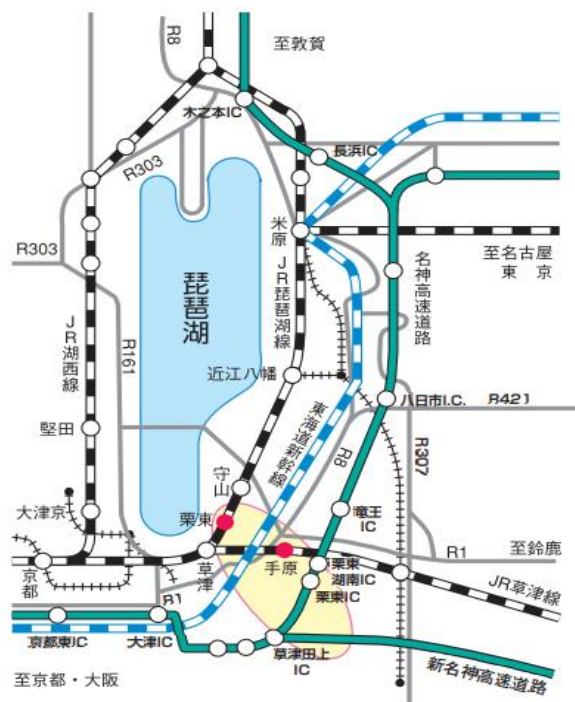 R8
至敦賀
木之本IC
長浜IC
R303
米原
R303
至名古屋
東京
名神高速道路
琵琶湖
JR琵琶湖線
JR湖西線
R161
近江八幡
八日市I.C.
R421
東海道新幹線
R8
R307
堅田
守山
大津京
栗東
竜王
IC
京都
草津
手原
栗東
湖南IC
栗東IC
R1
至鈴鹿
JR草津線
R1
京都東IC
大津IC
草津田上
IC
新名神高速道路
至京都・大阪